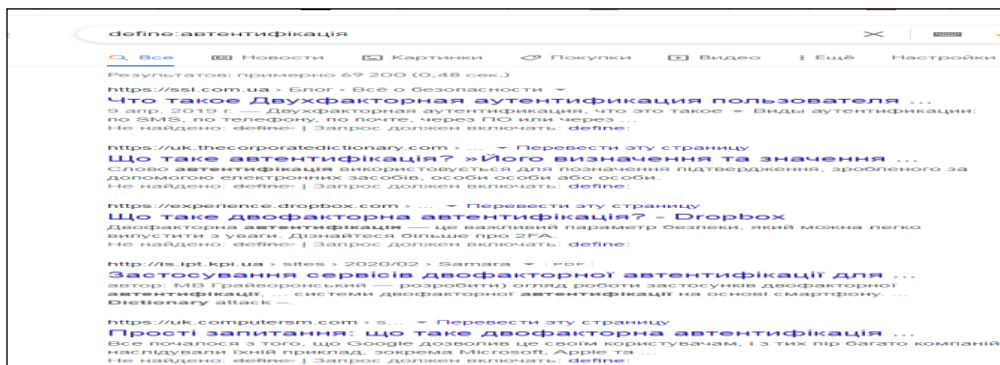 define:автентифікація
Все Новости Картинки Покупки Видео Ещё Настройки
Результатов: примерно 69 200 (0,48 сек.)
https://ssl.com.ua › Блог › Всё о безопасности
Что такое Двухфакторная аутентификация пользователя ...
9 апр. 2019 г. — Двухфакторная аутентификация, что это такое • Виды аутентификации:
по SMS, по телефону, по почте, через ПО или через ...
Не найдено: define: | Запрос должен включать: define:
https://uk.thecorporatedictionary.com › ... Перевести эту страницу
Що таке автентифікація? »Його визначення та значення ...
Слово автентифікація використовується для позначення підтвердження, зробленого за
допомогою електронних засобів, особи особи або особи.
Не найдено: define: | Запрос должен включать: define:
https://experience.dropbox.com › ... Перевести эту страницу
Що таке двофакторна автентифікація? - Dropbox
Двофакторна автентифікація — це важливий параметр безпеки, який можна легко
випустити з уваги. Дізнайтеся більше про 2FA.
Не найдено: define: | Запрос должен включать: define:
http://is.ipt.kpi.ua › sites › 2020/02 › Samara PDF
Застосування сервісів двофакторної автентифікації для ...
автор: МВ Грайворонський — розробити) огляд роботи застосунків двофакторної
автентифікації, ... системи двофакторної автентифікації на основі смартфону. ...
Dictionary attack –.
https://uk.computersm.com › s... Перевести эту страницу
Прості запитання: що таке двофакторна автентифікація ...
Все почалося з того, що Google дозволив це своїм користувачам, і з тих пір багато компаній
наслідували їхній приклад, зокрема Microsoft, Apple та ...
Не найдено: define: | Запрос должен включать: define: